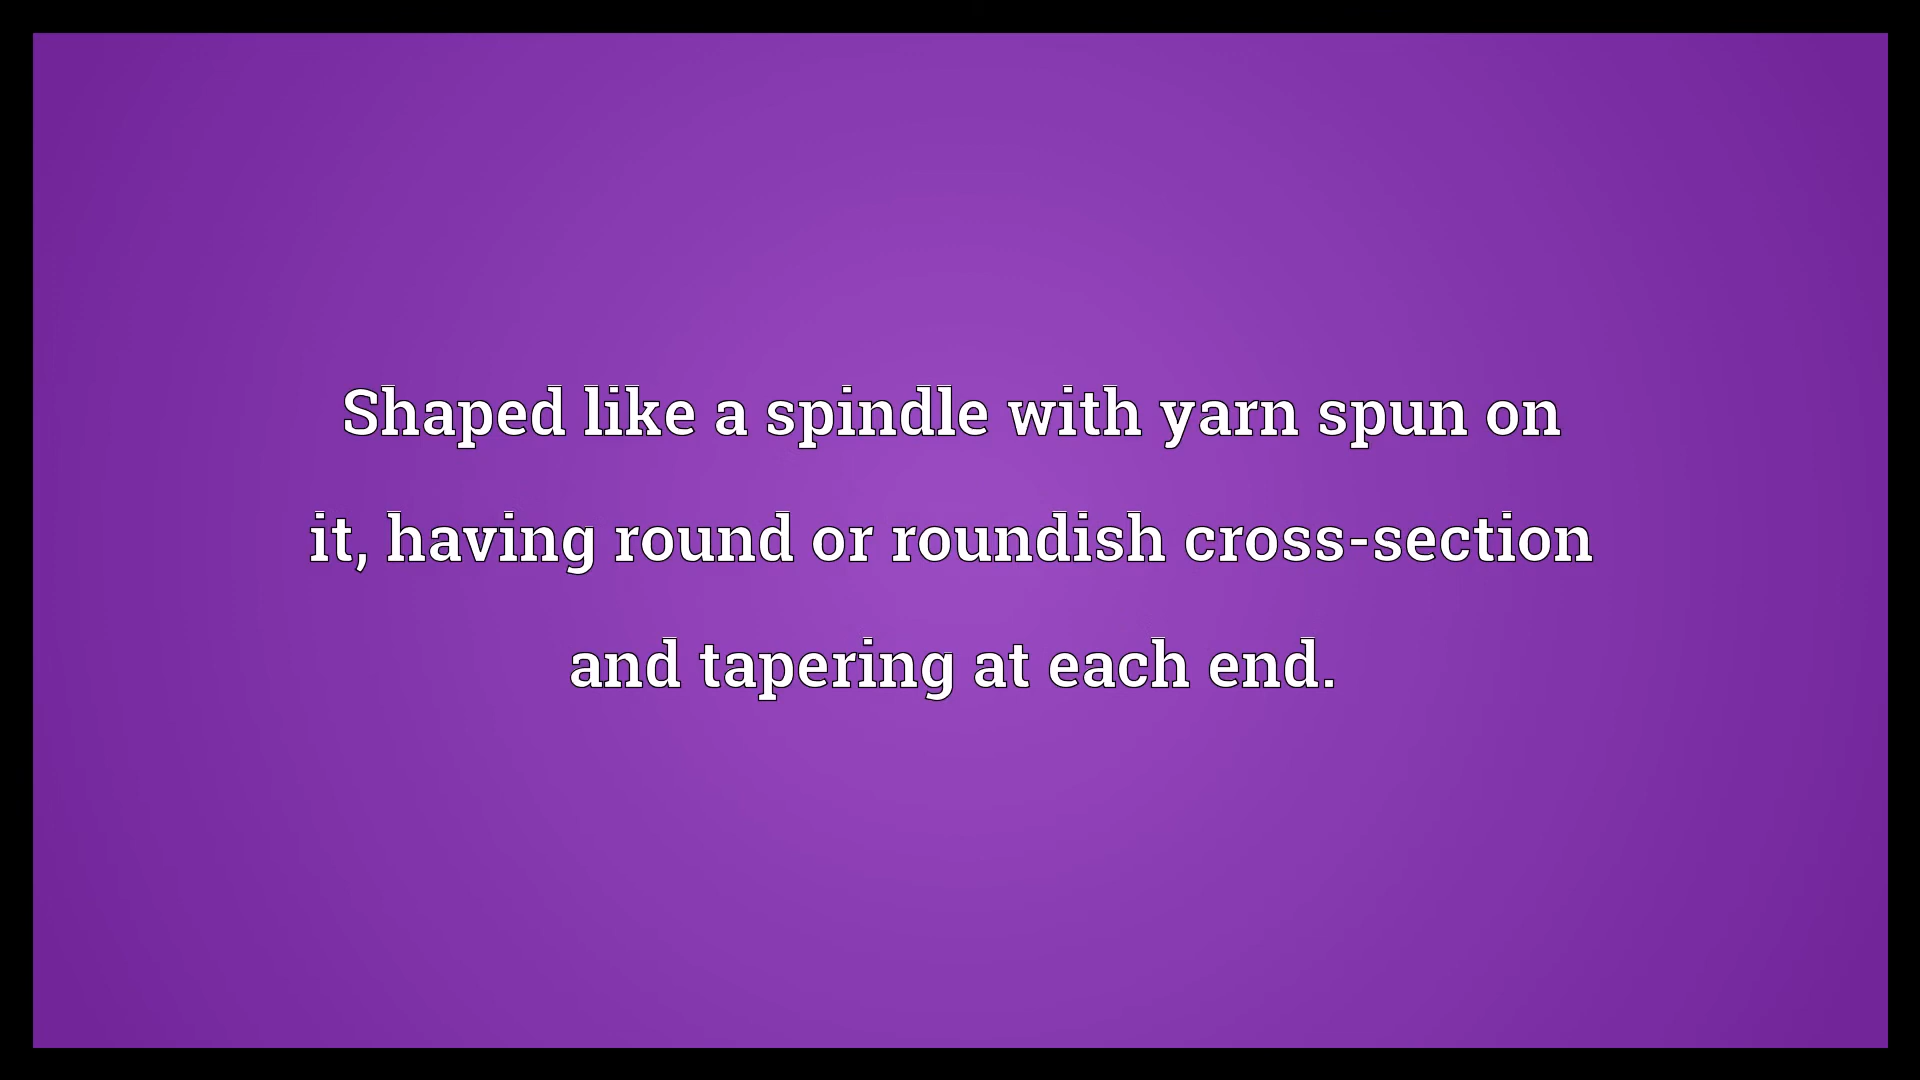 Shaped like a spindle with yarn spun on
it, having round or roundish cross-section
and tapering at each end.